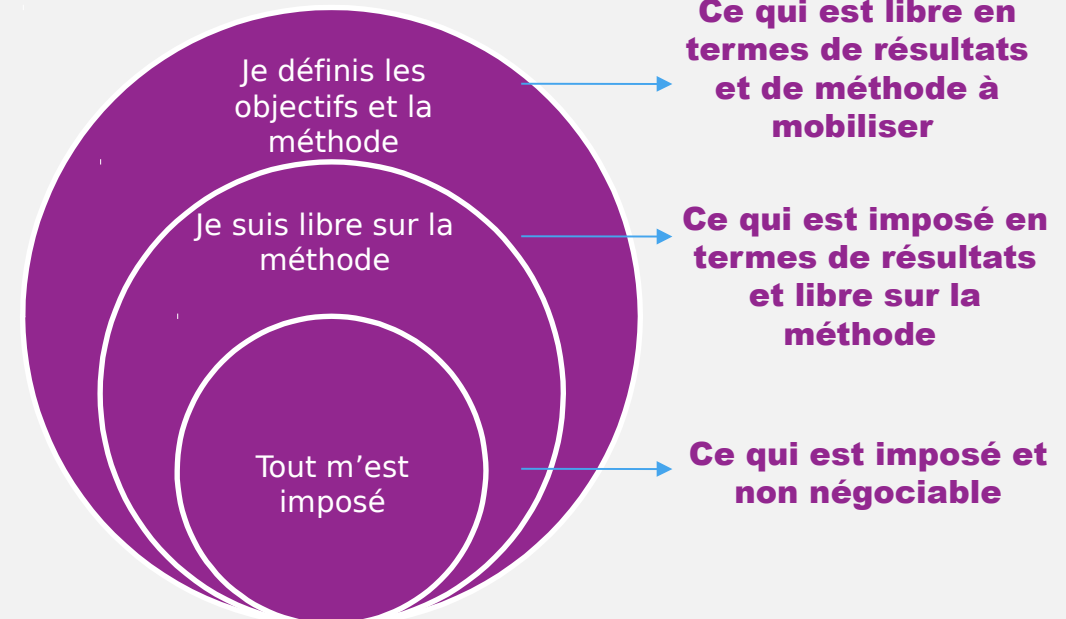 Je définis les
objectifs et la
méthode
Ce qui est libre en
termes de résultats
et de méthode à
mobiliser
Je suis libre sur la
méthode
Ce qui est imposé en
termes de résultats
et libre sur la
méthode
Tout m’est
imposé
Ce qui est imposé et
non négociable